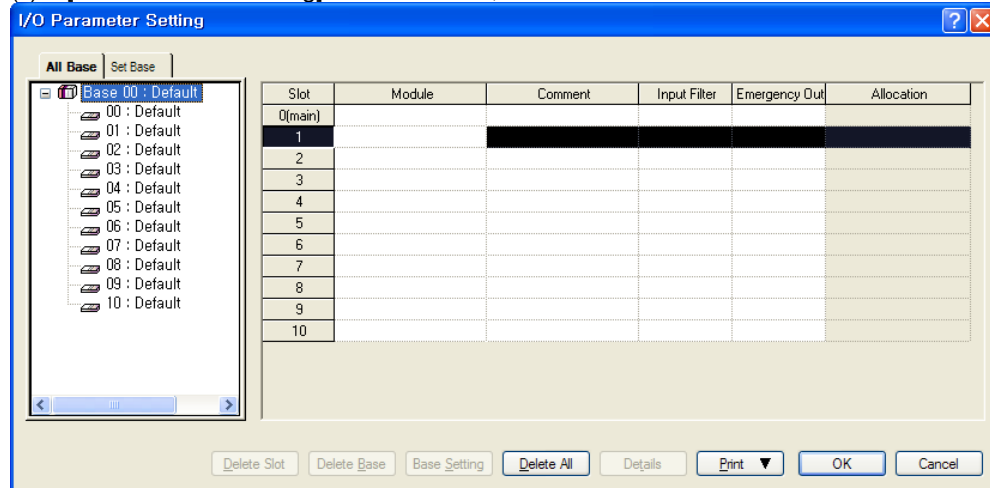 I/O Parameter Setting
All Base Set Base
Base 00 : Default
00 : Default
01 : Default
02 : Default
03 : Default
04 : Default
05 : Default
06 : Default
07 : Default
08 : Default
09 : Default
10 : Default
Slot Module Comment Input Filter Emergency Out Allocation
0(main)
1
2
3
4
5
6
7
8
9
10
Delete Slot Delete Base Base Setting Delete All Details Print ▼ OK Cancel